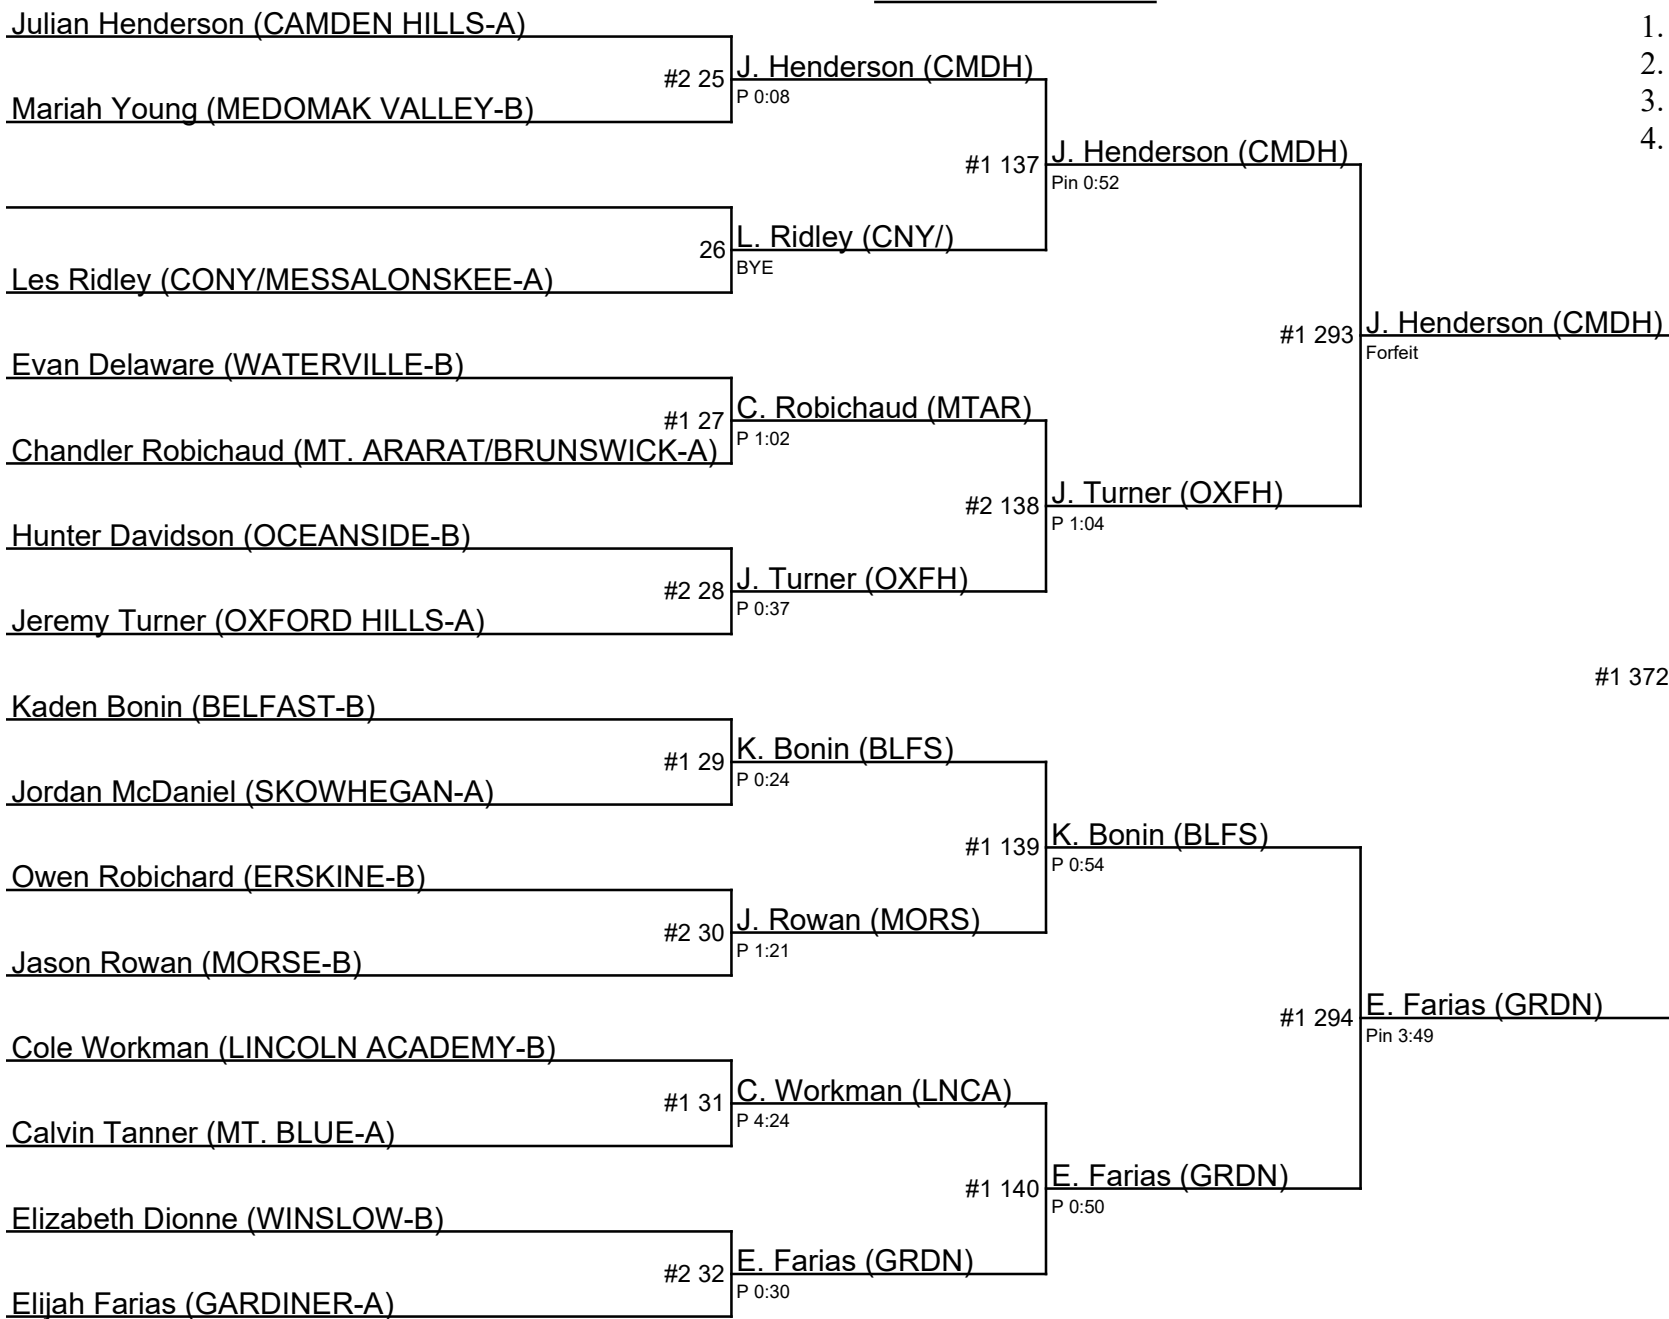 Julian Henderson (CAMDEN HILLS-A)
#2 25
J. Henderson (CMDH)
P 0:08
Mariah Young (MEDOMAK VALLEY-B)
#1 137
J. Henderson (CMDH)
Pin 0:52
26
L. Ridley (CNY/)
BYE
Les Ridley (CONY/MESSALONSKEE-A)
#1 293
J. Henderson (CMDH)
Forfeit
Evan Delaware (WATERVILLE-B)
#1 27
C. Robichaud (MTAR)
P 1:02
Chandler Robichaud (MT. ARARAT/BRUNSWICK-A)
#2 138
J. Turner (OXFH)
P 1:04
Hunter Davidson (OCEANSIDE-B)
#2 28
J. Turner (OXFH)
P 0:37
Jeremy Turner (OXFORD HILLS-A)
#1 372
Kaden Bonin (BELFAST-B)
#1 29
K. Bonin (BLFS)
P 0:24
Jordan McDaniel (SKOWHEGAN-A)
#1 139
K. Bonin (BLFS)
P 0:54
Owen Robichard (ERSKINE-B)
#2 30
J. Rowan (MORS)
P 1:21
Jason Rowan (MORSE-B)
#1 294
E. Farias (GRDN)
Pin 3:49
Cole Workman (LINCOLN ACADEMY-B)
#1 31
C. Workman (LNCA)
P 4:24
Calvin Tanner (MT. BLUE-A)
#1 140
E. Farias (GRDN)
P 0:50
Elizabeth Dionne (WINSLOW-B)
#2 32
E. Farias (GRDN)
P 0:30
Elijah Farias (GARDINER-A)
1.
2.
3.
4.